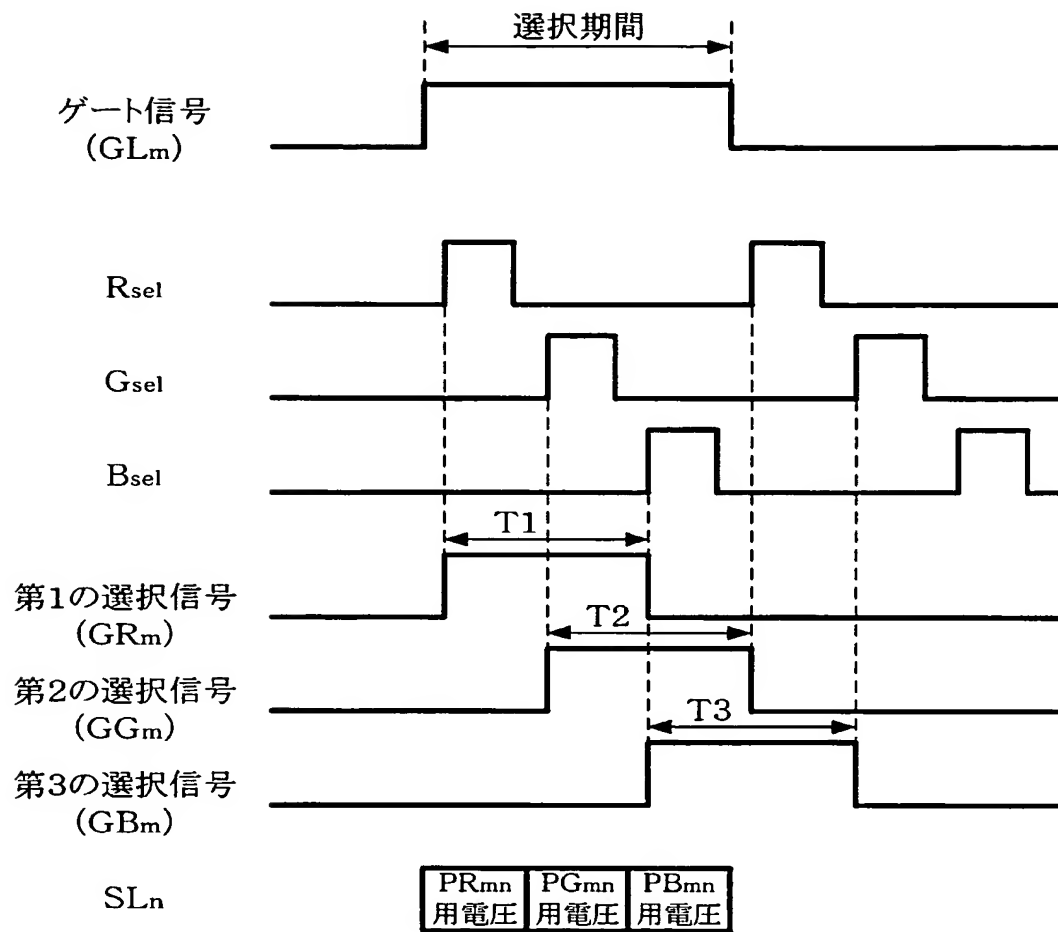 選択期間
ゲート信号
(GLm)
Rsel
Gsel
Bsel
T1
第1の選択信号
(GRm)
T2
第2の選択信号
(GGm)
T3
第3の選択信号
(GBm)
SLn
PRmn
用電圧
PGmn
用電圧
PBmn
用電圧